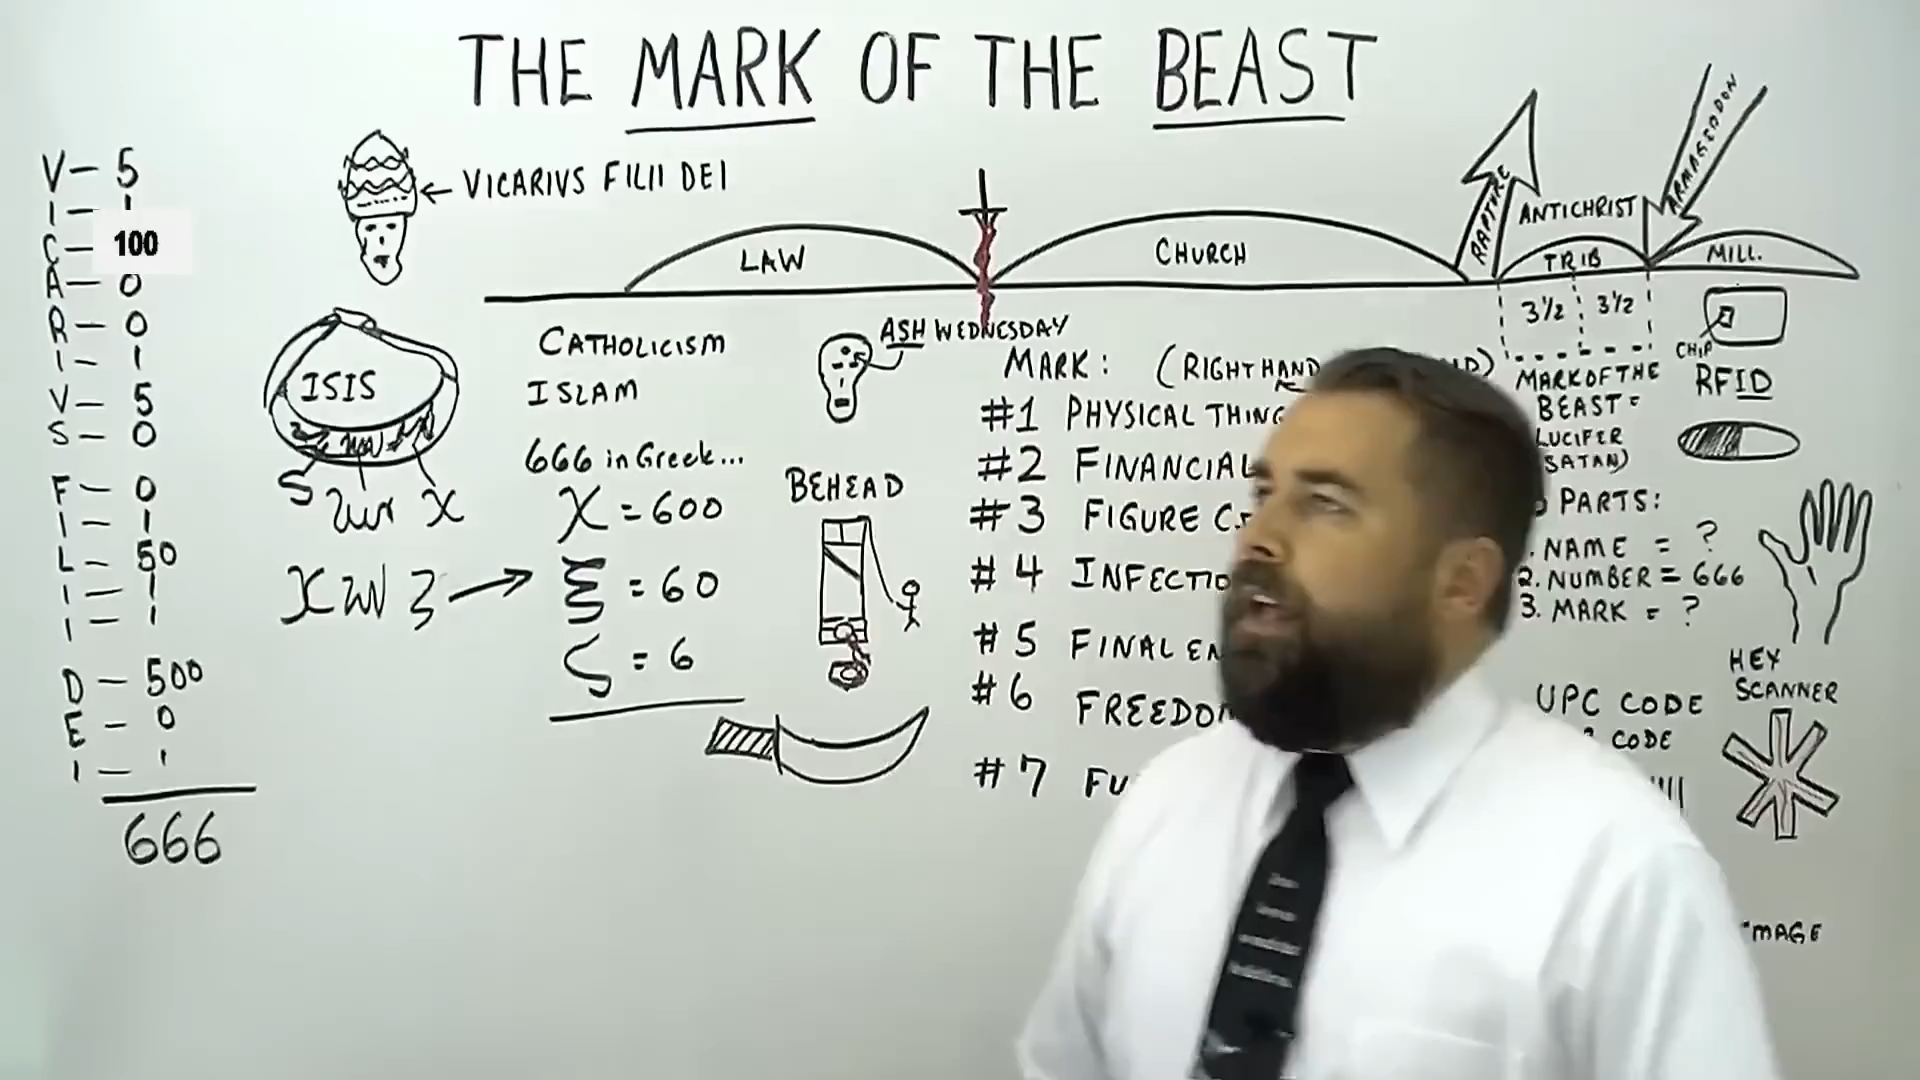 THE MARK OF THE BEAST
V - 5
I - 1
C - 100
A - 0
R - 0
I - 1
V - 5
S - 0
F - 0
I - 1
L - 50
I - 1
I - 1
D - 500
E - 0
I - 1
666
← VICARIVS FILII DEI
ISIS
LAW
CHURCH
RAPTURE
ANTICHRIST
ARMAGEDDON
TRIB
MILL.
3 1/2
3 1/2
CATHOLICISM
ISLAM
666 in Greek...
χ = 600
ξ = 60
ς = 6
ASH WEDNESDAY
BEHEAD
MARK: (RIGHT HAND
#1 PHYSICAL THING
#2 FINANCIAL
#3 FIGURE
#4
#5 FINAL
#6
#7
MARK OF THE
BEAST =
LUCIFER
SATAN)
PARTS:
NAME = ?
2. NUMBER = 666
3. MARK = ?
UPC CODE
CODE
CHIP
RFID
HEY
SCANNER